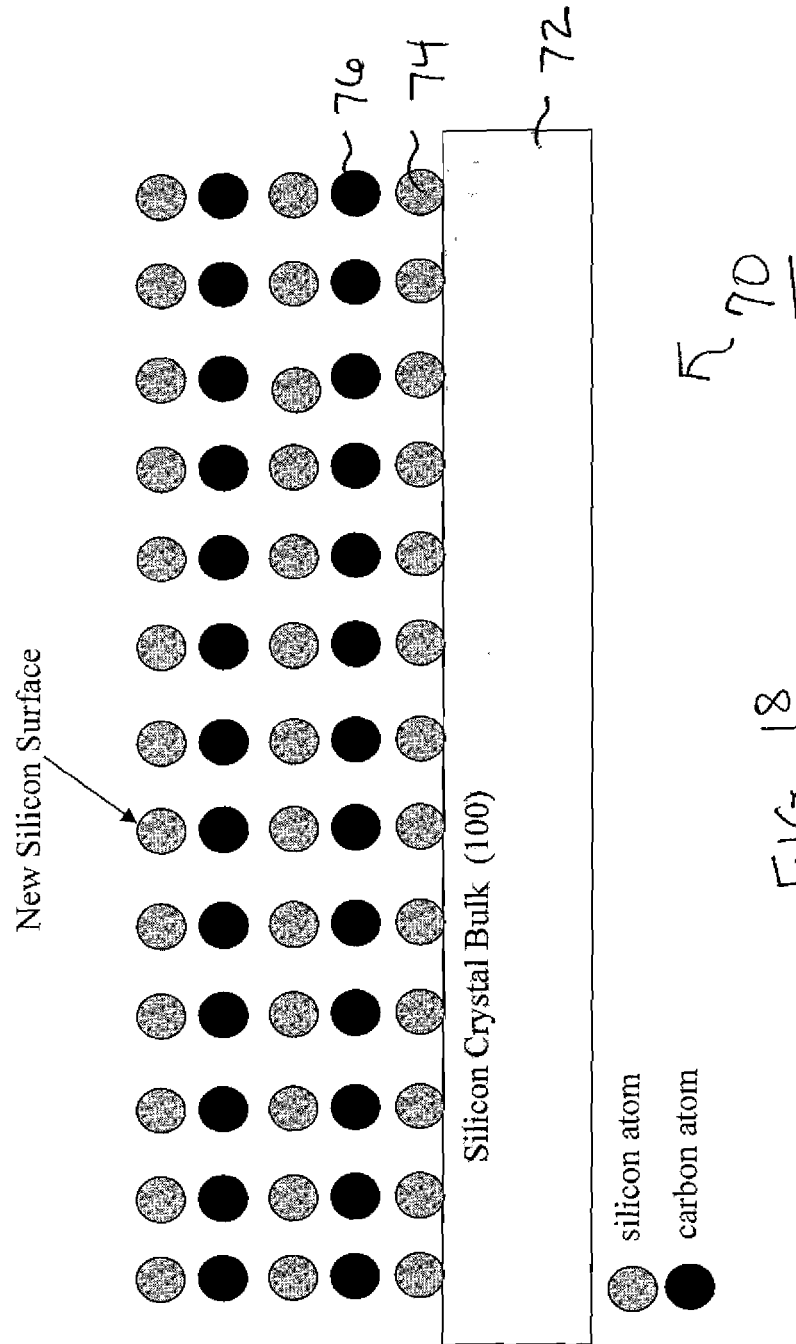 New Silicon Surface
76
74
Silicon Crystal Bulk (100)
72
silicon atom
carbon atom
70
FIG. 18